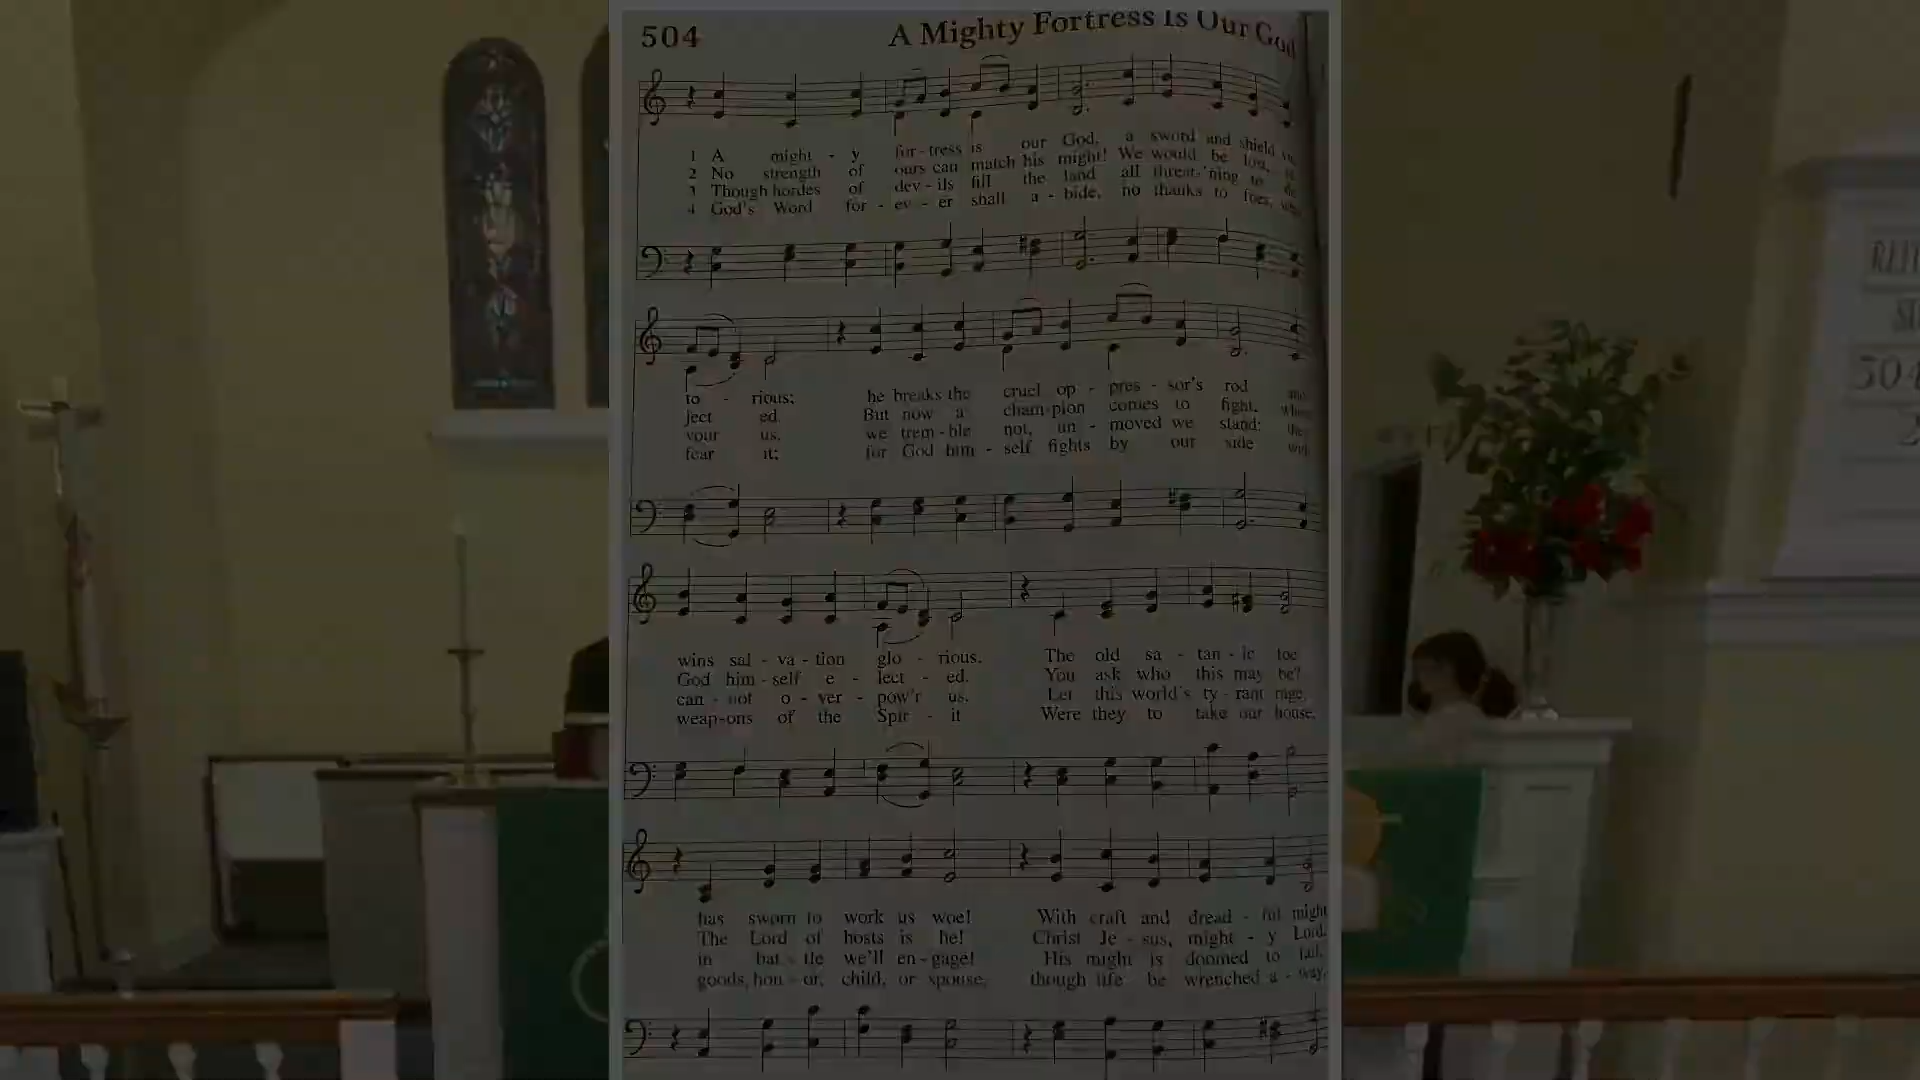 504
A Mighty Fortress Is Our God
1 A might - y for - tress is our God, a sword and shield
2 No strength of ours can match his might! We would be lost,
3 Though hordes of dev - ils fill the land all threat-'ning to
4 God's Word for - ev - er shall a - bide, no thanks to foes,
to - rious;
ject ed.
vour us,
fear it;
he breaks the cruel op - pres - sor's rod
But now a cham-pion comes to fight,
we trem - ble not, un - moved we stand;
for God him - self fights by our side
wins sal - va - tion glo - rious. The old sa - tan - ic foe
God him - self e - lect - ed. You ask who this may be?
can - not o - ver - pow'r us. Let this world's ty - rant rage,
weap-ons of the Spir - it Were they to take our house,
has sworn to work us woe! With craft and dread - ful might
The Lord of hosts is he! Christ Je - sus, might - y Lord,
in bat - tle we'll en - gage! His might is doomed to fail,
goods, hon - or, child, or spouse, though life be wrenched a - way,
504